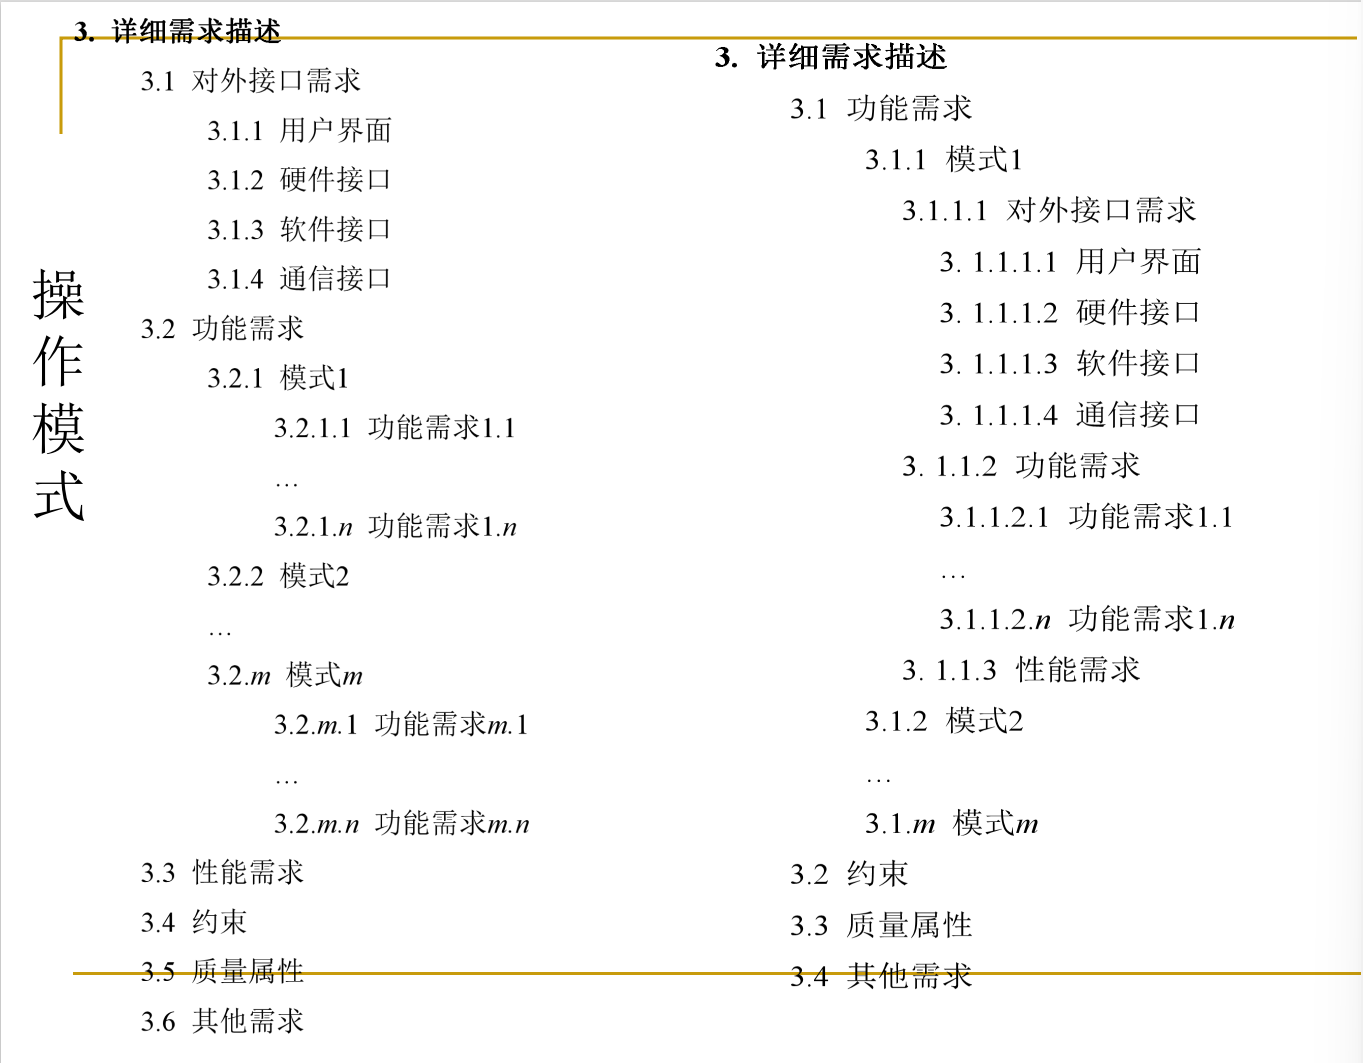 操作模式
3. 详细需求描述
3.1 对外接口需求
3.1.1 用户界面
3.1.2 硬件接口
3.1.3 软件接口
3.1.4 通信接口
3.2 功能需求
3.2.1 模式1
3.2.1.1 功能需求1.1
…
3.2.1.n 功能需求1.n
3.2.2 模式2
…
3.2.m 模式m
3.2.m.1 功能需求m.1
…
3.2.m.n 功能需求m.n
3.3 性能需求
3.4 约束
3.5 质量属性
3.6 其他需求
3. 详细需求描述
3.1 功能需求
3.1.1 模式1
3.1.1.1 对外接口需求
3. 1.1.1.1 用户界面
3. 1.1.1.2 硬件接口
3. 1.1.1.3 软件接口
3. 1.1.1.4 通信接口
3. 1.1.2 功能需求
3.1.1.2.1 功能需求1.1
…
3.1.1.2.n 功能需求1.n
3. 1.1.3 性能需求
3.1.2 模式2
…
3.1.m 模式m
3.2 约束
3.3 质量属性
3.4 其他需求